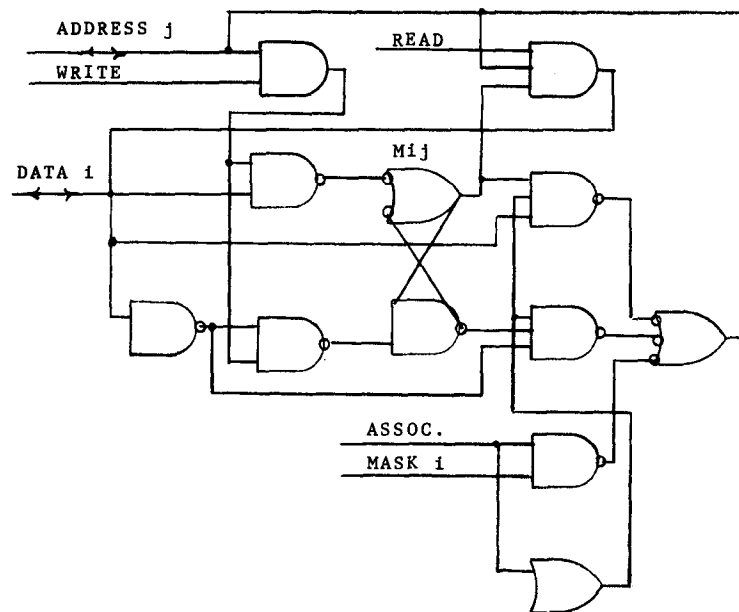 ADDRESS j
READ
WRITE
Mij
DATA i
ASSOC.
MASK i